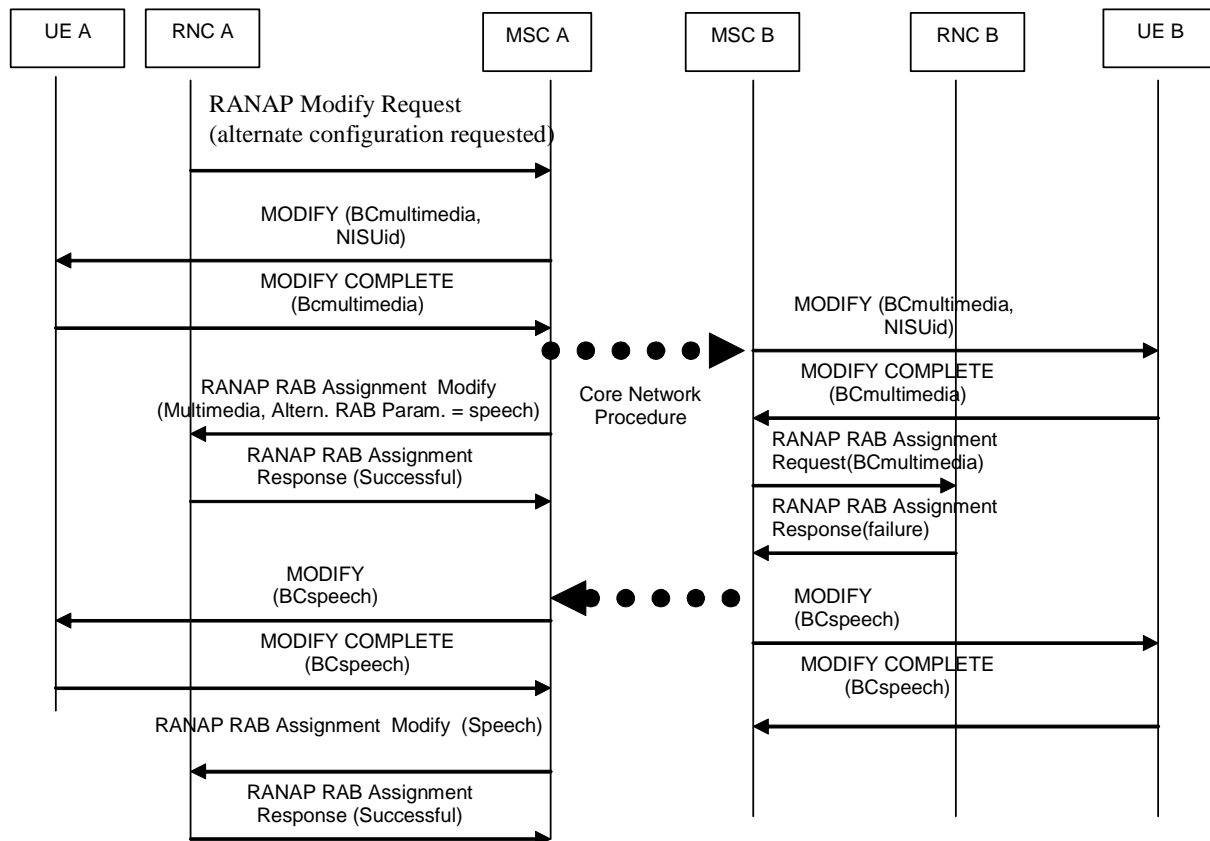 UE A
RNC A
MSC A
MSC B
RNC B
UE B
RANAP Modify Request
(alternate configuration requested)
MODIFY (BCmultimedia,
NISUid)
MODIFY COMPLETE
(Bcmultimedia)
MODIFY (BCmultimedia,
NISUid)
MODIFY COMPLETE
(BCmultimedia)
RANAP RAB Assignment Modify
(Multimedia, Altern. RAB Param. = speech)
Core Network
Procedure
RANAP RAB Assignment
Request(BCmultimedia)
RANAP RAB Assignment
Response (Successful)
RANAP RAB Assignment
Response(failure)
MODIFY
(BCspeech)
MODIFY
(BCspeech)
MODIFY COMPLETE
(BCspeech)
MODIFY COMPLETE
(BCspeech)
RANAP RAB Assignment Modify (Speech)
RANAP RAB Assignment
Response (Successful)